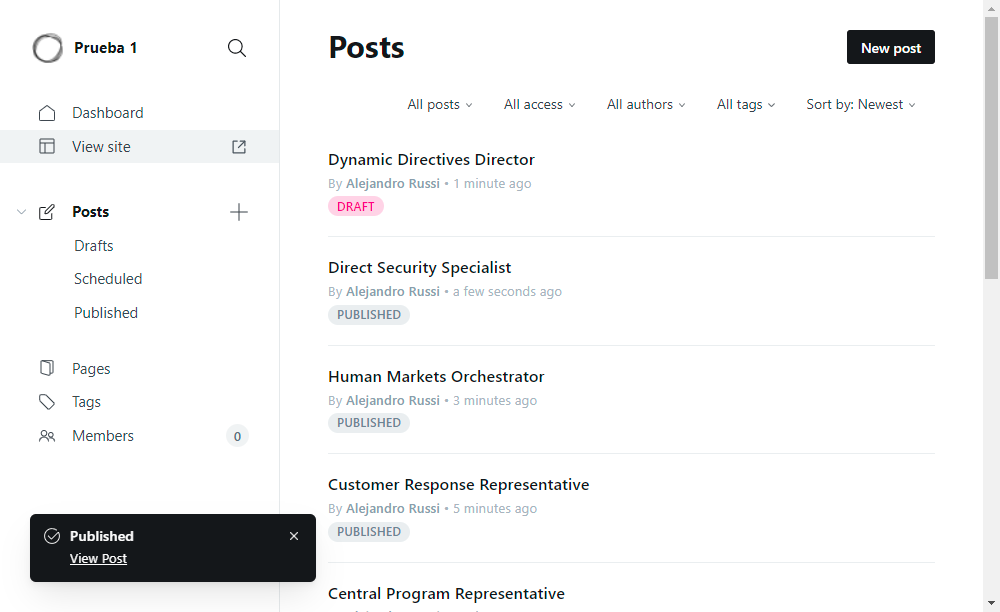 Prueba 1
Dashboard
View site
Posts
Drafts
Scheduled
Published
Pages
Tags
Members 0
Published
View Post
Posts
New post
All posts All access All authors All tags Sort by: Newest
Dynamic Directives Director
By Alejandro Russi • 1 minute ago
DRAFT
Direct Security Specialist
By Alejandro Russi • a few seconds ago
PUBLISHED
Human Markets Orchestrator
By Alejandro Russi • 3 minutes ago
PUBLISHED
Customer Response Representative
By Alejandro Russi • 5 minutes ago
PUBLISHED
Central Program Representative